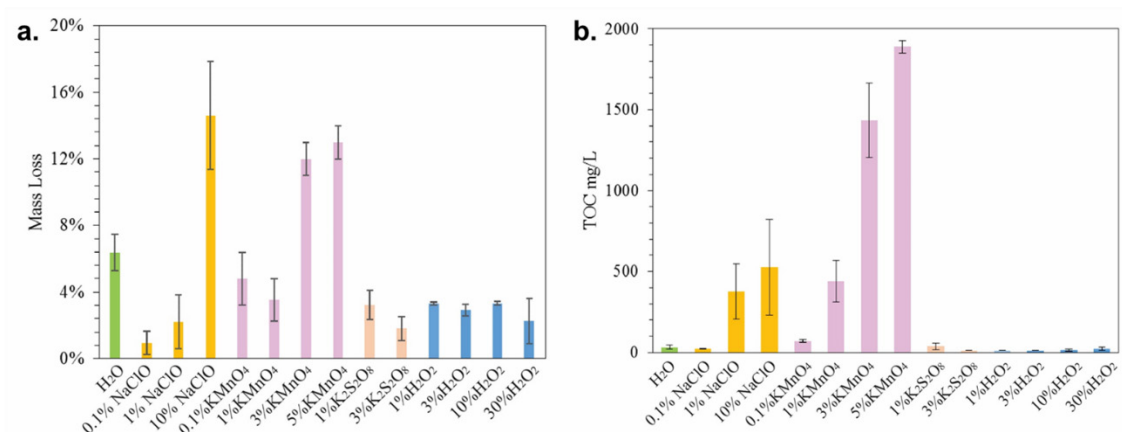 a.
20%
16%
12%
8%
4%
0%
Mass Loss
H₂O
0.1% NaClO
1% NaClO
10% NaClO
0.1%KMnO₄
1%KMnO₄
3%KMnO₄
5%KMnO₄
1%K₂S₂O₈
3%K₂S₂O₈
1%H₂O₂
3%H₂O₂
10%H₂O₂
30%H₂O₂
b.
2000
1500
1000
500
0
TOC mg/L
H₂O
0.1% NaClO
1% NaClO
10% NaClO
0.1%KMnO₄
1%KMnO₄
3%KMnO₄
5%KMnO₄
1%K₂S₂O₈
3%K₂S₂O₈
1%H₂O₂
3%H₂O₂
10%H₂O₂
30%H₂O₂